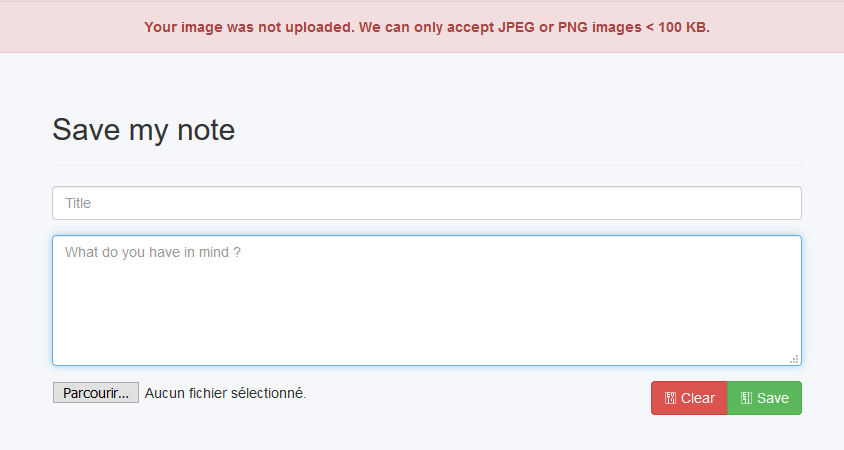 Your image was not uploaded. We can only accept JPEG or PNG images < 100 KB.
Save my note
Title
What do you have in mind ?
Parcourir... Aucun fichier sélectionné. Clear Save